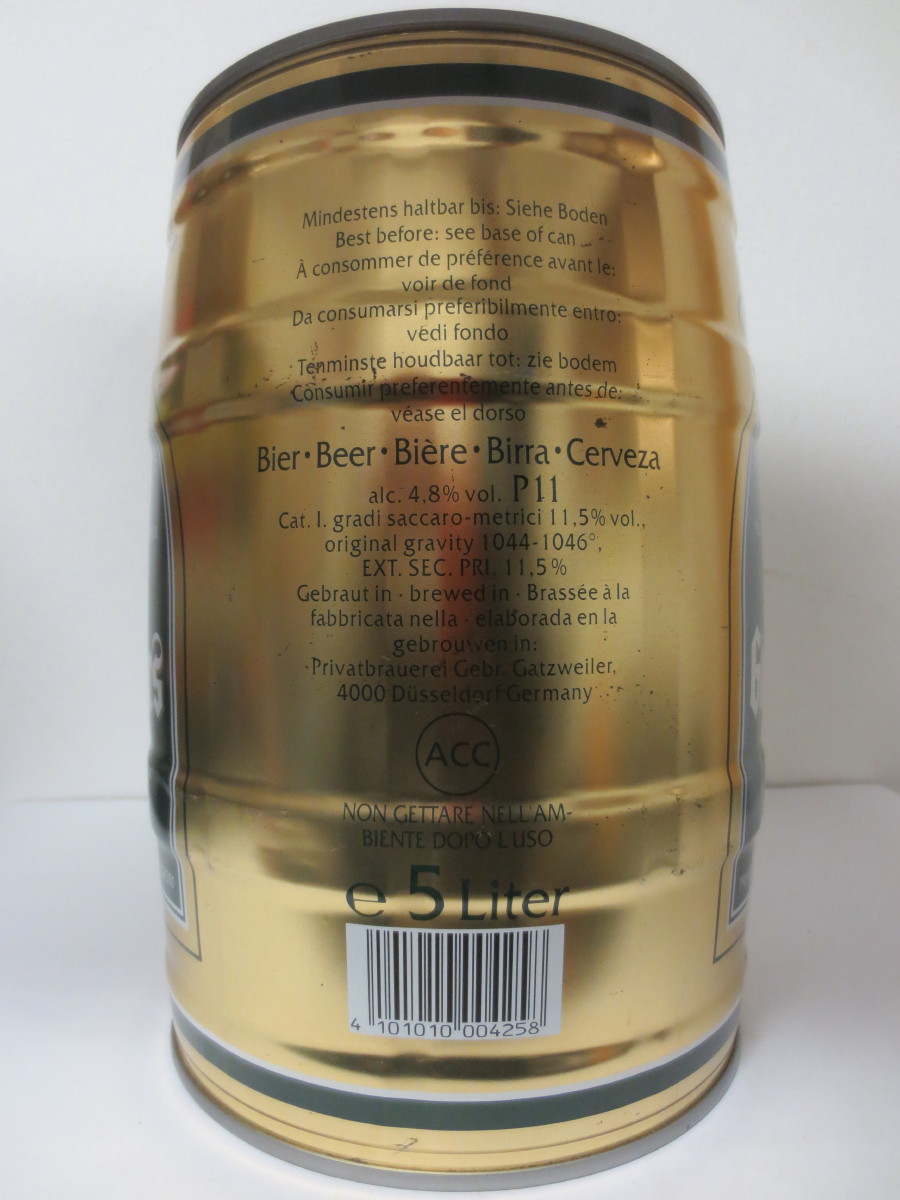 Mindestens haltbar bis: Siehe Boden
Best before: see base of can
À consommer de préférence avant le:
voir de fond
Da consumarsi preferibilmente entro:
vedi fondo
Tenminste houdbaar tot: zie bodem
Consumir preferentemente antes de:
véase el dorso
Bier · Beer · Bière · Birra · Cerveza
alc. 4,8% vol. P11
Cat. I. gradi saccaro-metrici 11,5% vol.,
original gravity 1044-1046°,
EXT. SEC. PRI. 11,5%
Gebraut in · brewed in · Brassée à la
fabbricata nella · elaborada en la
gebrouwen in:
Privatbrauerei Gebr. Gatzweiler,
4000 Düsseldorf Germany
ACC
NON GETTARE NELL'AM-
BIENTE DOPO L'USO
e 5 Liter
4 101010 004258